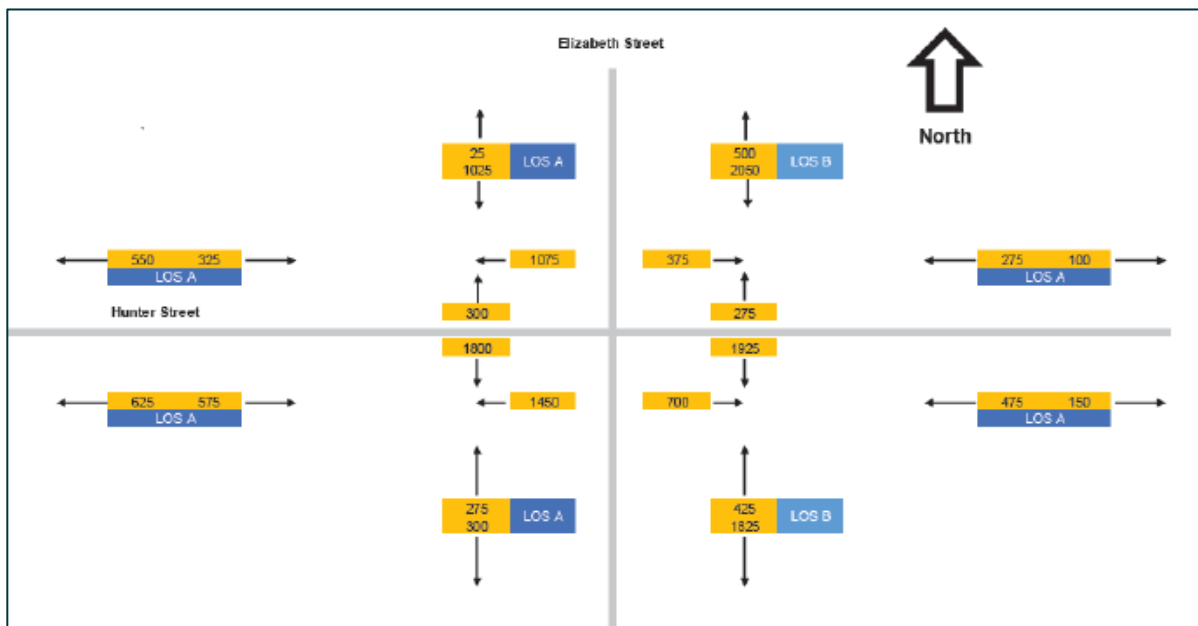 Elizabeth Street
North
25
1025
LOS A
500
2050
LOS B
550 325
LOS A
1075
375
275 100
LOS A
Hunter Street
300
275
1800
1925
625 575
LOS A
1450
700
475 150
LOS A
275
300
LOS A
425
1825
LOS B